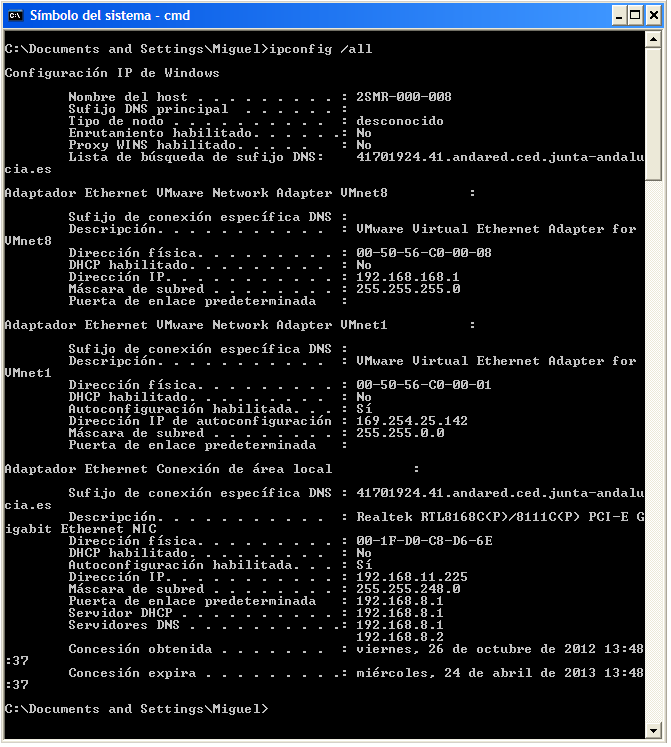 Símbolo del sistema - cmd
C:\Documents and Settings\Miguel>ipconfig /all
Configuración IP de Windows
Nombre del host . . . . . . . . . : 2SMR-000-008
Sufijo DNS principal . . . . . . :
Tipo de nodo . . . . . . . . . . : desconocido
Enrutamiento habilitado. . . . . .: No
Proxy WINS habilitado. . . . . : No
Lista de búsqueda de sufijo DNS: 41701924.41.andared.ced.junta-andalu
cia.es
Adaptador Ethernet VMware Network Adapter VMnet8 :
Sufijo de conexión específica DNS :
Descripción. . . . . . . . . . . : VMware Virtual Ethernet Adapter for
VMnet8
Dirección física. . . . . . . . . : 00-50-56-C0-00-08
DHCP habilitado. . . . . . . . . : No
Dirección IP. . . . . . . . . . . : 192.168.168.1
Máscara de subred . . . . . . . . : 255.255.255.0
Puerta de enlace predeterminada :
Adaptador Ethernet VMware Network Adapter VMnet1 :
Sufijo de conexión específica DNS :
Descripción. . . . . . . . . . . : VMware Virtual Ethernet Adapter for
VMnet1
Dirección física. . . . . . . . . : 00-50-56-C0-00-01
DHCP habilitado. . . . . . . . . : No
Autoconfiguración habilitada. . . : Sí
Dirección IP de autoconfiguración : 169.254.25.142
Máscara de subred . . . . . . . . : 255.255.0.0
Puerta de enlace predeterminada :
Adaptador Ethernet Conexión de área local :
Sufijo de conexión específica DNS : 41701924.41.andared.ced.junta-andalu
cia.es
Descripción. . . . . . . . . . . : Realtek RTL8168C(P)/8111C(P) PCI-E G
igabit Ethernet NIC
Dirección física. . . . . . . . . : 00-1F-D0-C8-D6-6E
DHCP habilitado. . . . . . . . . : No
Autoconfiguración habilitada. . . : Sí
Dirección IP. . . . . . . . . . . : 192.168.11.225
Máscara de subred . . . . . . . . : 255.255.248.0
Puerta de enlace predeterminada : 192.168.8.1
Servidor DHCP . . . . . . . . . . : 192.168.8.1
Servidores DNS . . . . . . . . . .: 192.168.8.1
192.168.8.2
Concesión obtenida . . . . . . . : viernes, 26 de octubre de 2012 13:48
:37
Concesión expira . . . . . . . . .: miércoles, 24 de abril de 2013 13:48
:37
C:\Documents and Settings\Miguel>